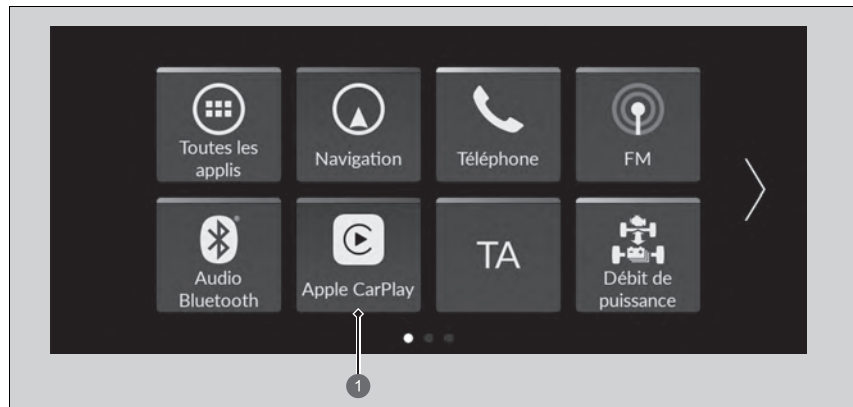 Toutes les
applis
Navigation
Téléphone
FM
Audio
Bluetooth
Apple CarPlay
TA
Débit de
puissance
1